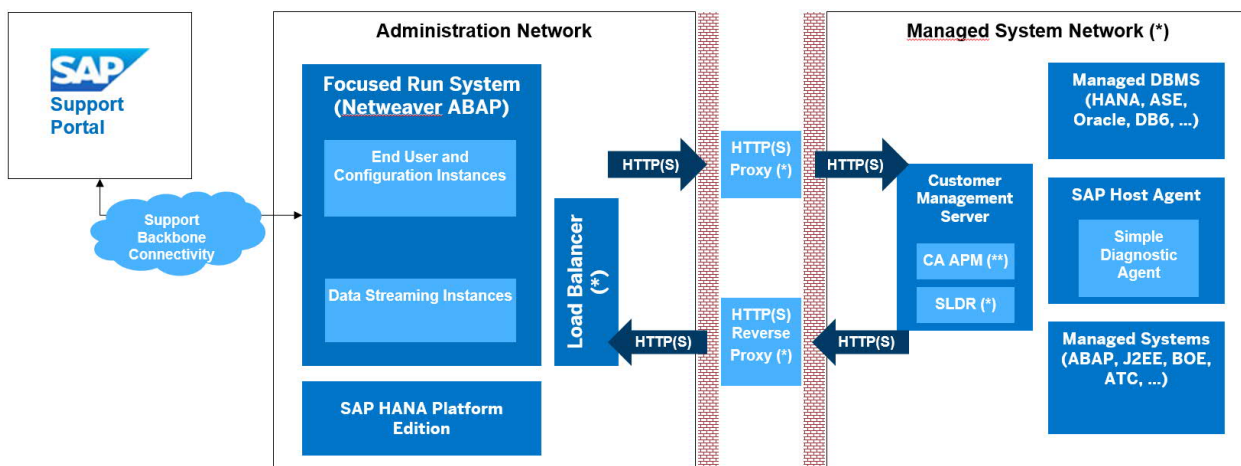 SAP
Support
Portal
Support
Backbone
Connectivity
Administration Network
Focused Run System
(Netweaver ABAP)
End User and
Configuration Instances
Data Streaming Instances
Load Balancer
(*)
SAP HANA Platform
Edition
HTTP(S)
HTTP(S)
HTTP(S)
Proxy (*)
HTTP(S)
Reverse
Proxy (*)
HTTP(S)
HTTP(S)
Managed System Network (*)
Customer
Management
Server
CA APM (**)
SLDR (*)
Managed DBMS
(HANA, ASE,
Oracle, DB6, ...)
SAP Host Agent
Simple
Diagnostic
Agent
Managed Systems
(ABAP, J2EE, BOE,
ATC, ...)